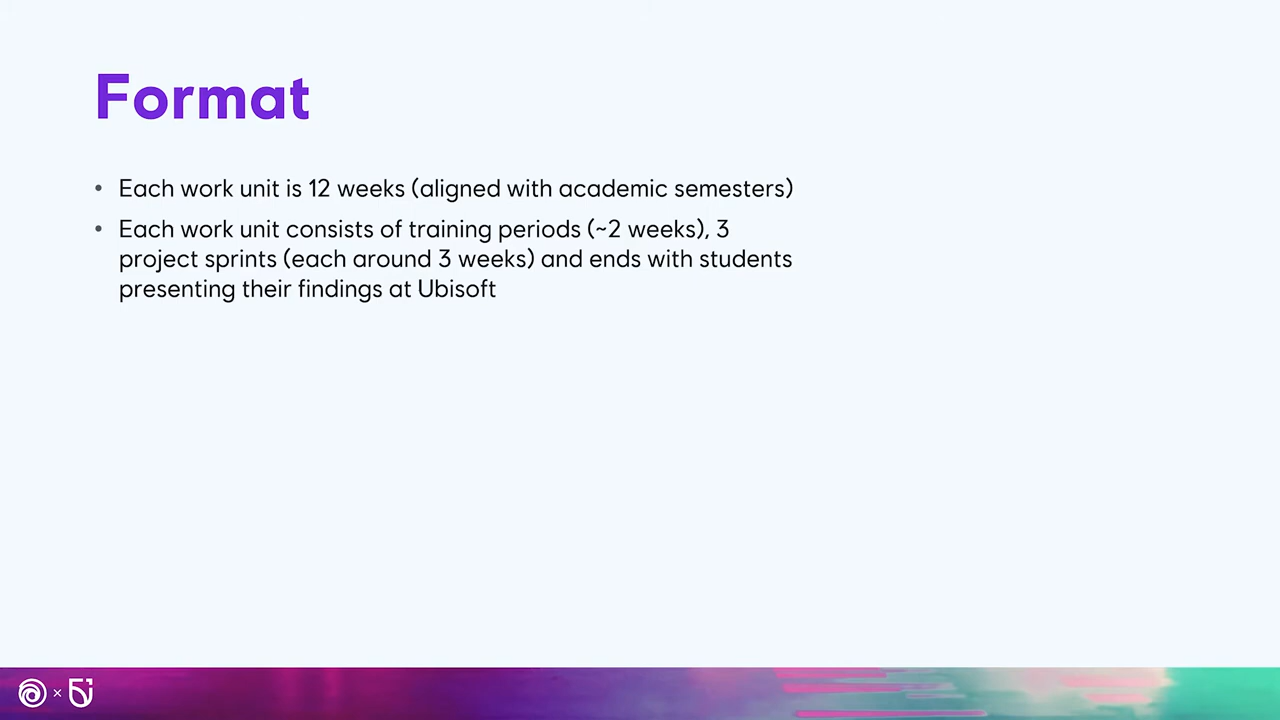 Format
• Each work unit is 12 weeks (aligned with academic semesters)
• Each work unit consists of training periods (~2 weeks), 3
project sprints (each around 3 weeks) and ends with students
presenting their findings at Ubisoft
×